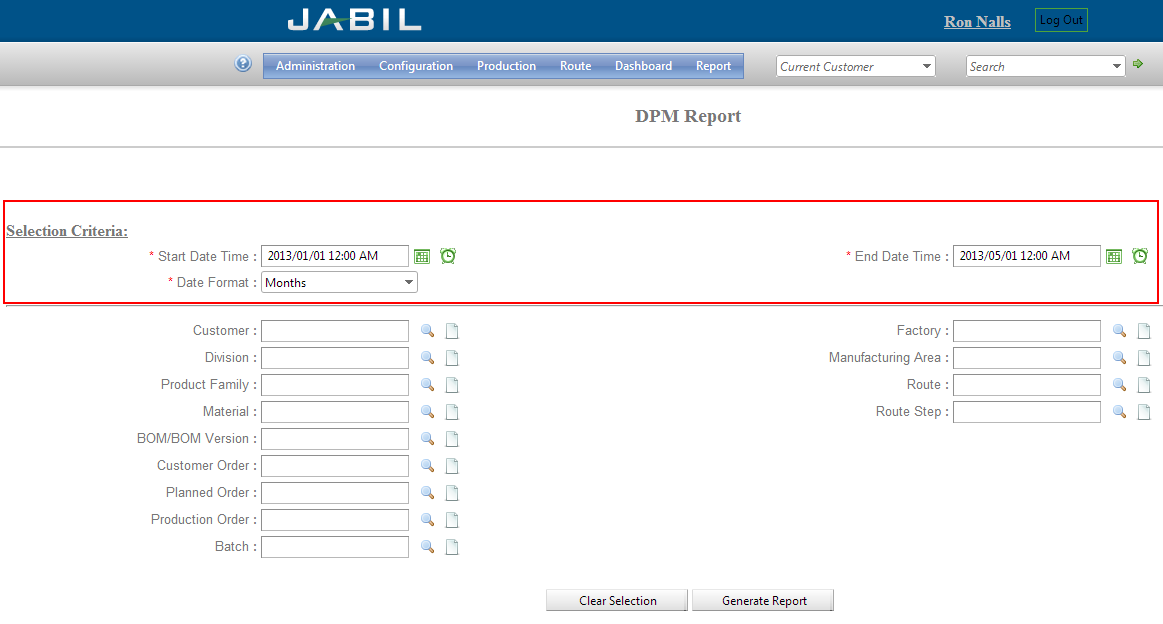 JABIL
Ron Nalls Log Out
? Administration Configuration Production Route Dashboard Report Current Customer Search
DPM Report
Selection Criteria:
* Start Date Time : 2013/01/01 12:00 AM * End Date Time : 2013/05/01 12:00 AM
* Date Format : Months
Customer : Factory :
Division : Manufacturing Area :
Product Family : Route :
Material : Route Step :
BOM/BOM Version :
Customer Order :
Planned Order :
Production Order :
Batch :
Clear Selection Generate Report